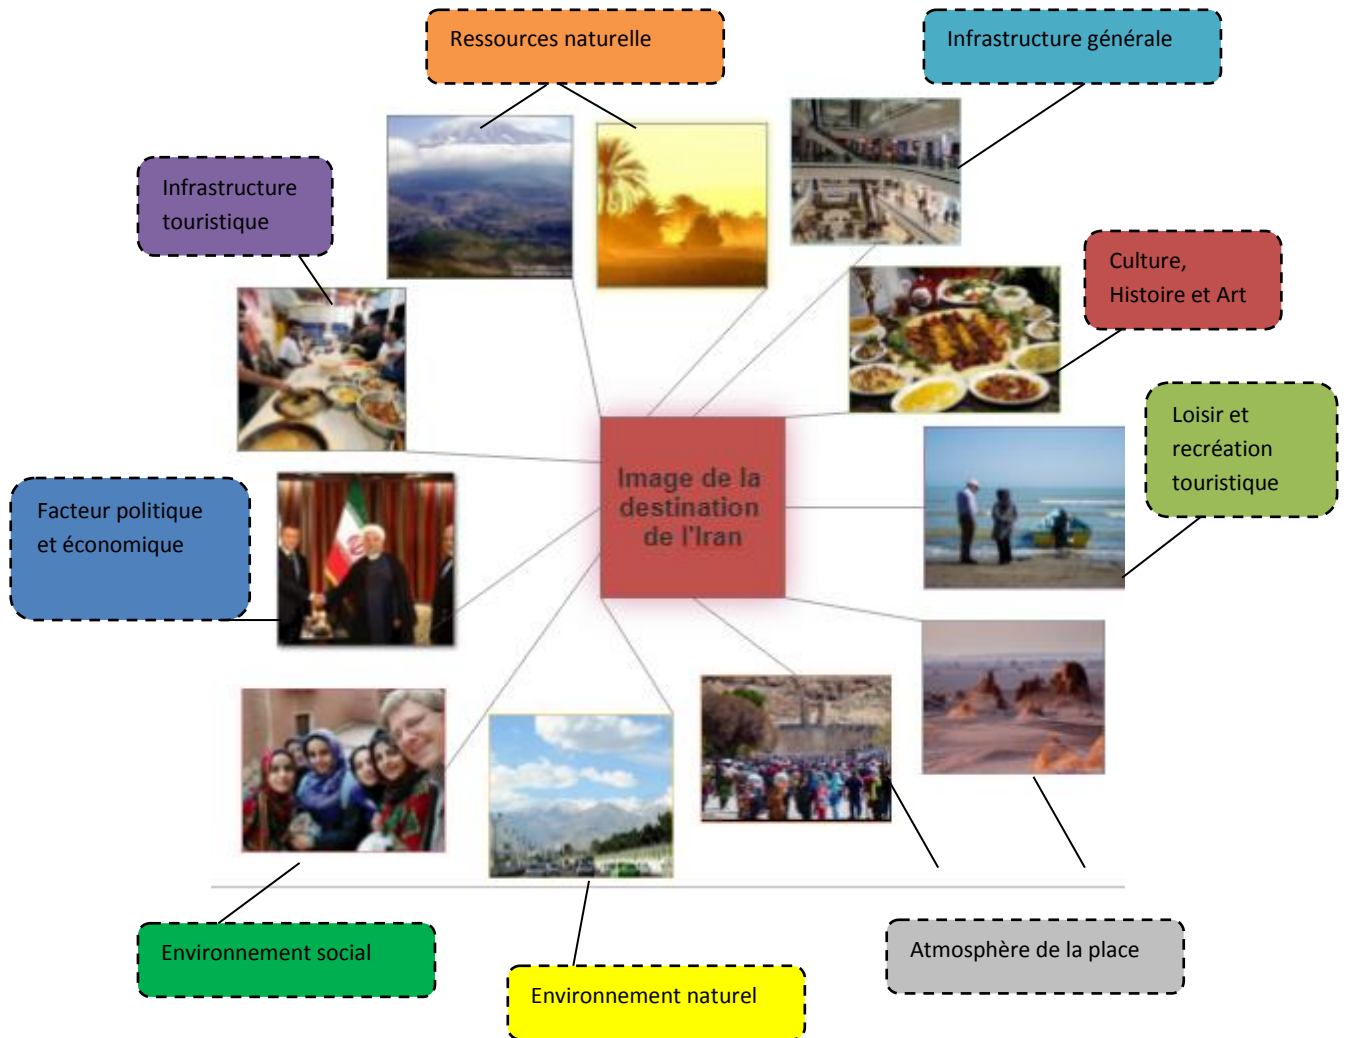 Ressources naturelle
Infrastructure générale
Infrastructure
touristique
Culture,
Histoire et Art
Loisir et
recréation
touristique
Image de la
destination
de l'Iran
Facteur politique
et économique
Environnement social
Atmosphère de la place
Environnement naturel